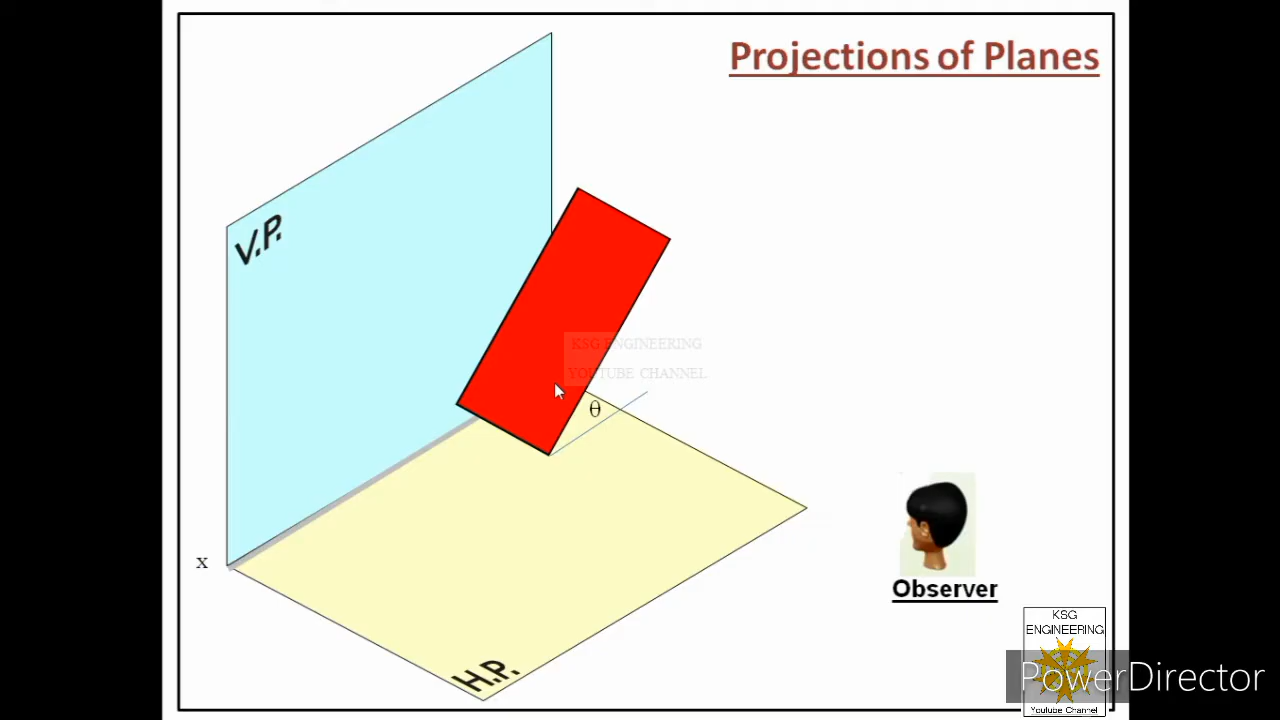 Projections of Planes
V.P.
KSG ENGINEERING
YOUTUBE CHANNEL
θ
x
Observer
H.P.
KSG
ENGINEERING
PowerDirector
Youtube Channel